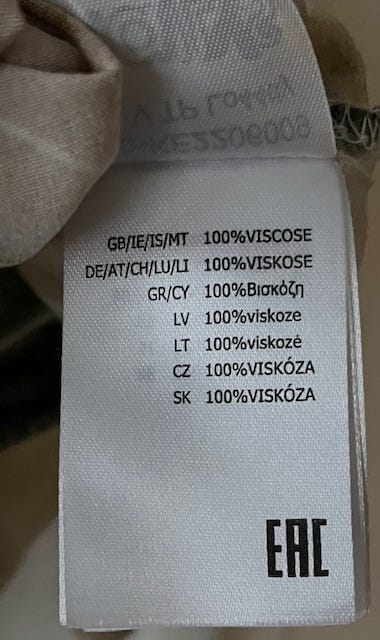 GB/IE/IS/MT 100%VISCOSE
DE/AT/CH/LU/LI 100%VISKOSE
GR/CY 100%Βισκόζη
LV 100%viskoze
LT 100%viskozė
CZ 100%VISKÓZA
SK 100%VISKÓZA
EAC